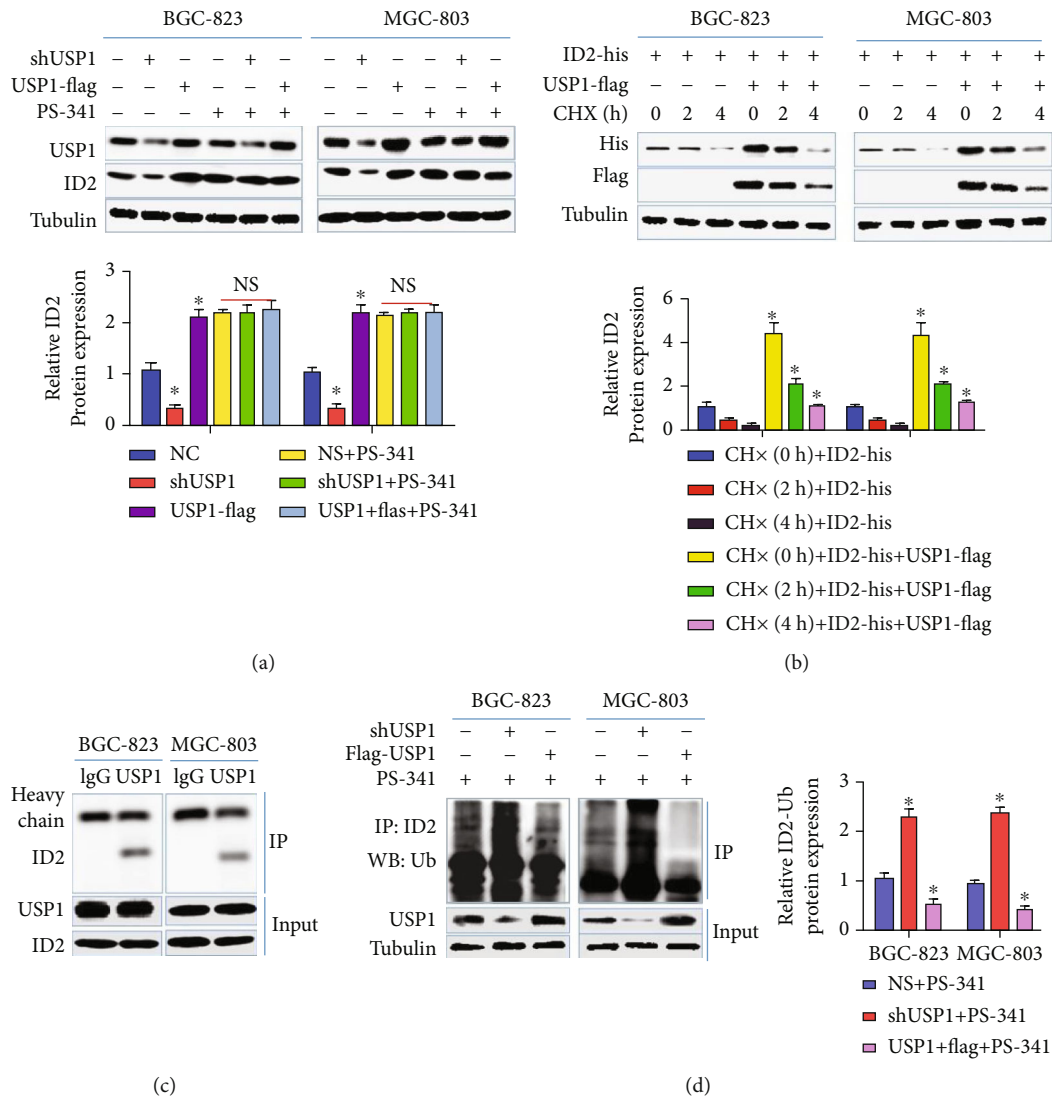 BGC-823 MGC-803
shUSP1 – + – – + – – + – – + –
USP1-flag – – + – – + – – + – – +
PS-341 – – – + + + – – – + + +
USP1
ID2
Tubulin
Relative ID2
Protein expression
3
2
1
0
* * NS * * NS
NC
shUSP1
USP1-flag
NS+PS-341
shUSP1+PS-341
USP1+flas+PS-341
(a)
BGC-823 MGC-803
ID2-his + + + + + + + + + + + +
USP1-flag – – – + + + – – – + + +
CHX (h) 0 2 4 0 2 4 0 2 4 0 2 4
His
Flag
Tubulin
Relative ID2
Protein expression
6
4
2
0
* * * * * *
CH× (0 h)+ID2-his
CH× (2 h)+ID2-his
CH× (4 h)+ID2-his
CH× (0 h)+ID2-his+USP1-flag
CH× (2 h)+ID2-his+USP1-flag
CH× (4 h)+ID2-his+USP1-flag
(b)
BGC-823 MGC-803
lgG USP1 lgG USP1
Heavy
chain
ID2
IP
USP1
ID2
Input
(c)
BGC-823 MGC-803
shUSP1 – + – – + –
Flag-USP1 – – + – – +
PS-341 + + + + + +
IP: ID2
WB: Ub
IP
USP1
Tubulin
Input
Relative ID2-Ub
protein expression
3
2
1
0
* * * *
BGC-823 MGC-803
NS+PS-341
shUSP1+PS-341
USP1+flag+PS-341
(d)